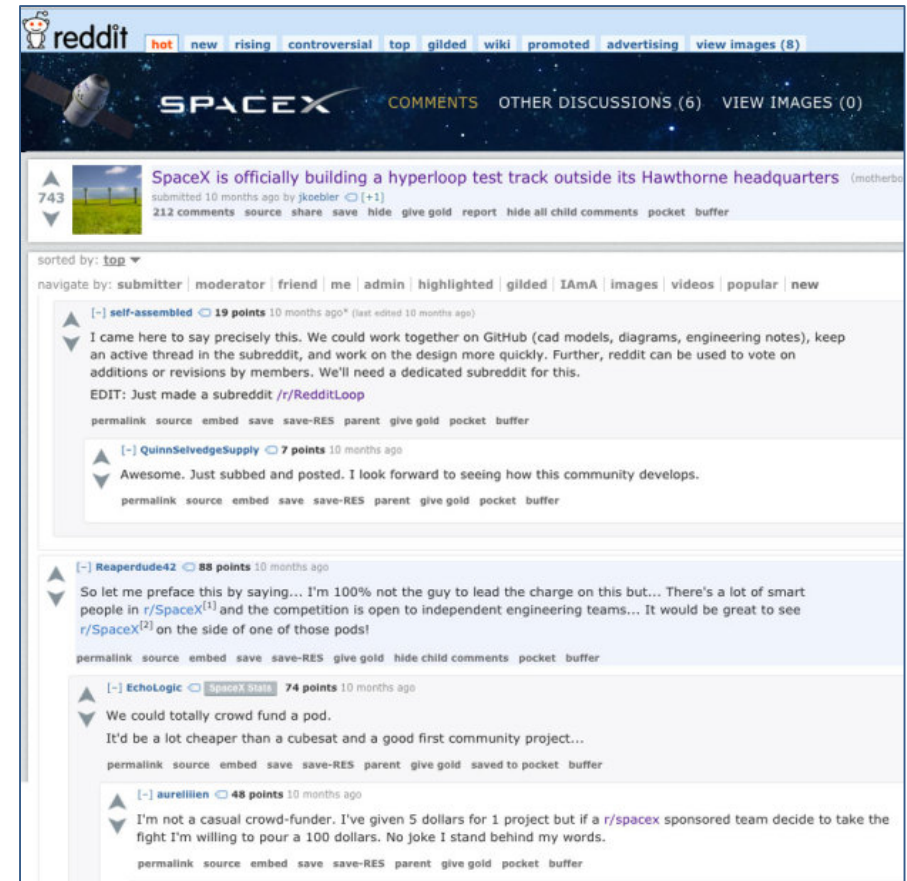 reddit hot new rising controversial top gilded wiki promoted advertising view images (8)
SPACEX COMMENTS OTHER DISCUSSIONS (6) VIEW IMAGES (0)
743
SpaceX is officially building a hyperloop test track outside its Hawthorne headquarters (motherbo
submitted 10 months ago by jkoebler [+1]
212 comments source share save hide give gold report hide all child comments pocket buffer
sorted by: top
navigate by: submitter | moderator | friend | me | admin | highlighted | gilded | IAmA | images | videos | popular | new
[-] self-assembled 19 points 10 months ago* (last edited 10 months ago)
I came here to say precisely this. We could work together on GitHub (cad models, diagrams, engineering notes), keep
an active thread in the subreddit, and work on the design more quickly. Further, reddit can be used to vote on
additions or revisions by members. We'll need a dedicated subreddit for this.
EDIT: Just made a subreddit /r/RedditLoop
permalink source embed save save-RES parent give gold pocket buffer
[-] QuinnSelvedgeSupply 7 points 10 months ago
Awesome. Just subbed and posted. I look forward to seeing how this community develops.
permalink source embed save save-RES parent give gold pocket buffer
[-] Reaperdude42 88 points 10 months ago
So let me preface this by saying... I'm 100% not the guy to lead the charge on this but... There's a lot of smart
people in r/SpaceX[1] and the competition is open to independent engineering teams... It would be great to see
r/SpaceX[2] on the side of one of those pods!
permalink source embed save save-RES give gold hide child comments pocket buffer
[-] EchoLogic SpaceX Stats 74 points 10 months ago
We could totally crowd fund a pod.
It'd be a lot cheaper than a cubesat and a good first community project...
permalink source embed save save-RES parent give gold saved to pocket buffer
[-] aureliiien 48 points 10 months ago
I'm not a casual crowd-funder. I've given 5 dollars for 1 project but if a r/spacex sponsored team decide to take the
fight I'm willing to pour a 100 dollars. No joke I stand behind my words.
permalink source embed save save-RES parent give gold pocket buffer